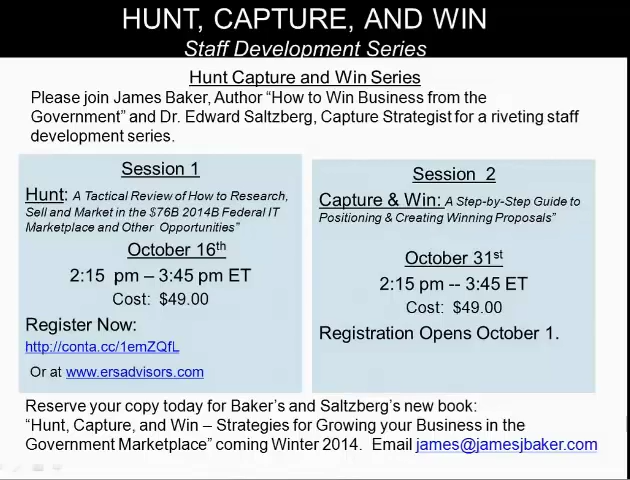 HUNT, CAPTURE, AND WIN
Staff Development Series
Hunt Capture and Win Series
Please join James Baker, Author “How to Win Business from the
Government” and Dr. Edward Saltzberg, Capture Strategist for a riveting staff
development series.
Session 1
Hunt: A Tactical Review of How to Research,
Sell and Market in the $76B 2014B Federal IT
Marketplace and Other Opportunities”
October 16th
2:15 pm – 3:45 pm ET
Cost: $49.00
Register Now:
http://conta.cc/1emZQfL
Or at www.ersadvisors.com
Session 2
Capture & Win: A Step-by-Step Guide to
Positioning & Creating Winning Proposals”
October 31st
2:15 pm -- 3:45 ET
Cost: $49.00
Registration Opens October 1.
Reserve your copy today for Baker’s and Saltzberg’s new book:
“Hunt, Capture, and Win – Strategies for Growing your Business in the
Government Marketplace” coming Winter 2014. Email james@jamesjbaker.com